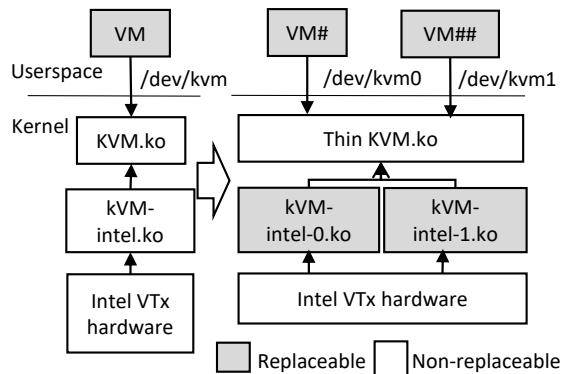 VM
VM#
VM##
Userspace
/dev/kvm
/dev/kvm0
/dev/kvm1
Kernel
KVM.ko
Thin KVM.ko
kVM-
intel.ko
kVM-
intel-0.ko
kVM-
intel-1.ko
Intel VTx
hardware
Intel VTx hardware
Replaceable
Non-replaceable